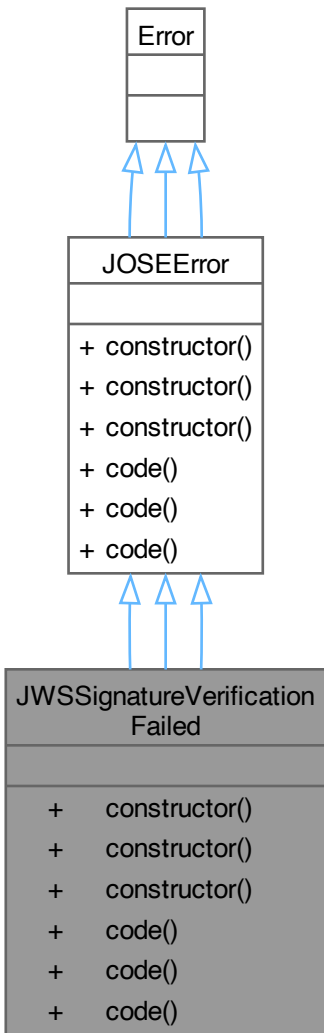 Error
JOSEError
+ constructor()
+ constructor()
+ constructor()
+ code()
+ code()
+ code()
JWSSignatureVerification
Failed
+ constructor()
+ constructor()
+ constructor()
+ code()
+ code()
+ code()